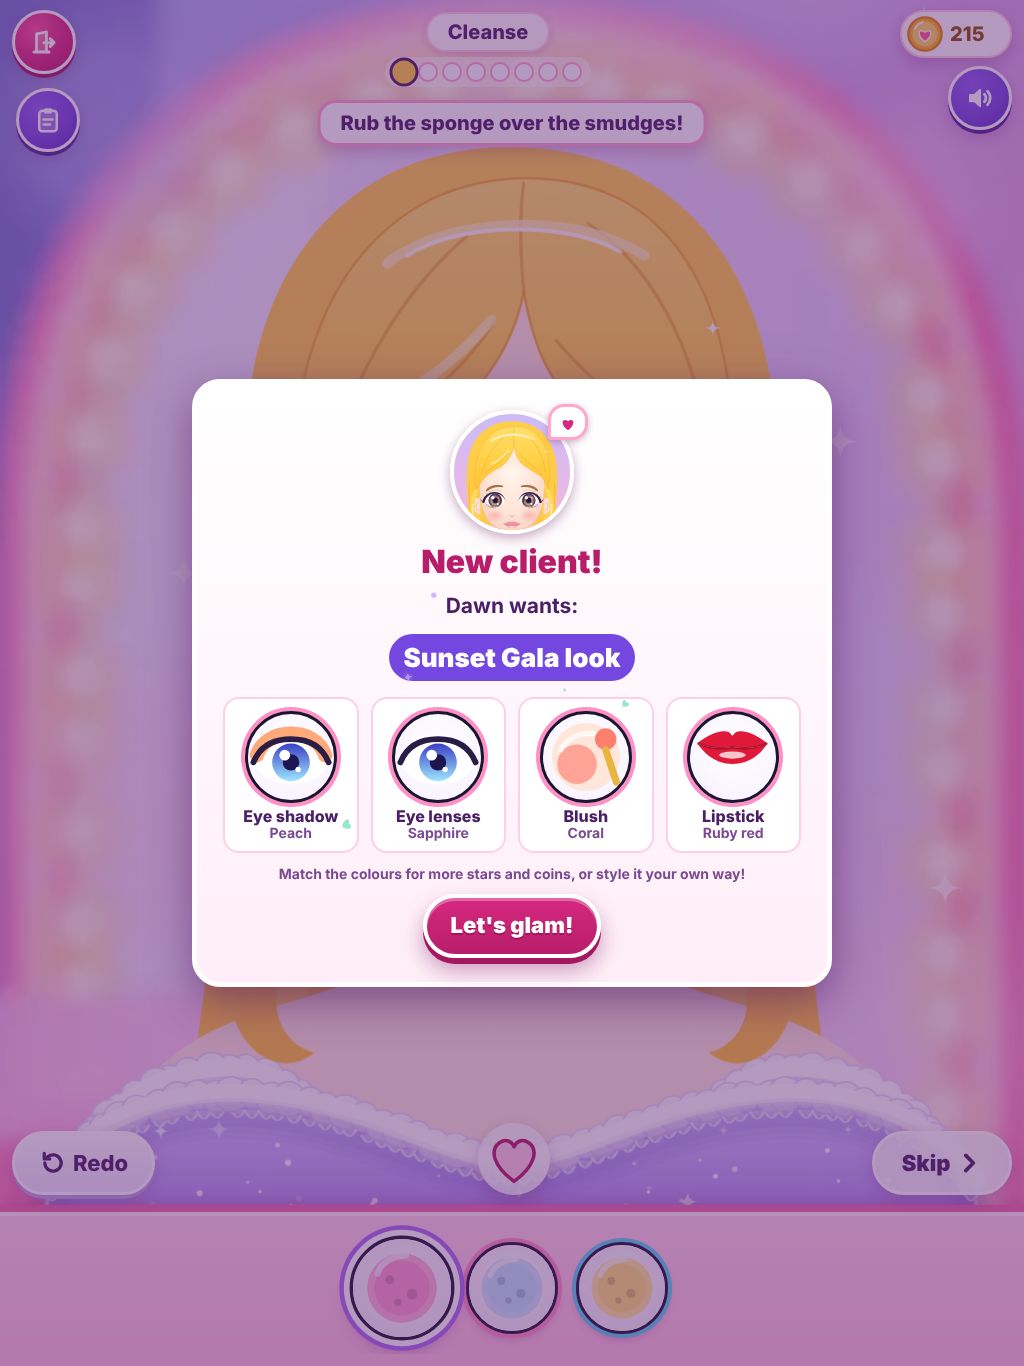 Cleanse
215
Rub the sponge over the smudges!
New client!
Dawn wants:
Sunset Gala look
Eye shadow
Peach
Eye lenses
Sapphire
Blush
Coral
Lipstick
Ruby red
Match the colours for more stars and coins, or style it your own way!
Let's glam!
Redo
Skip